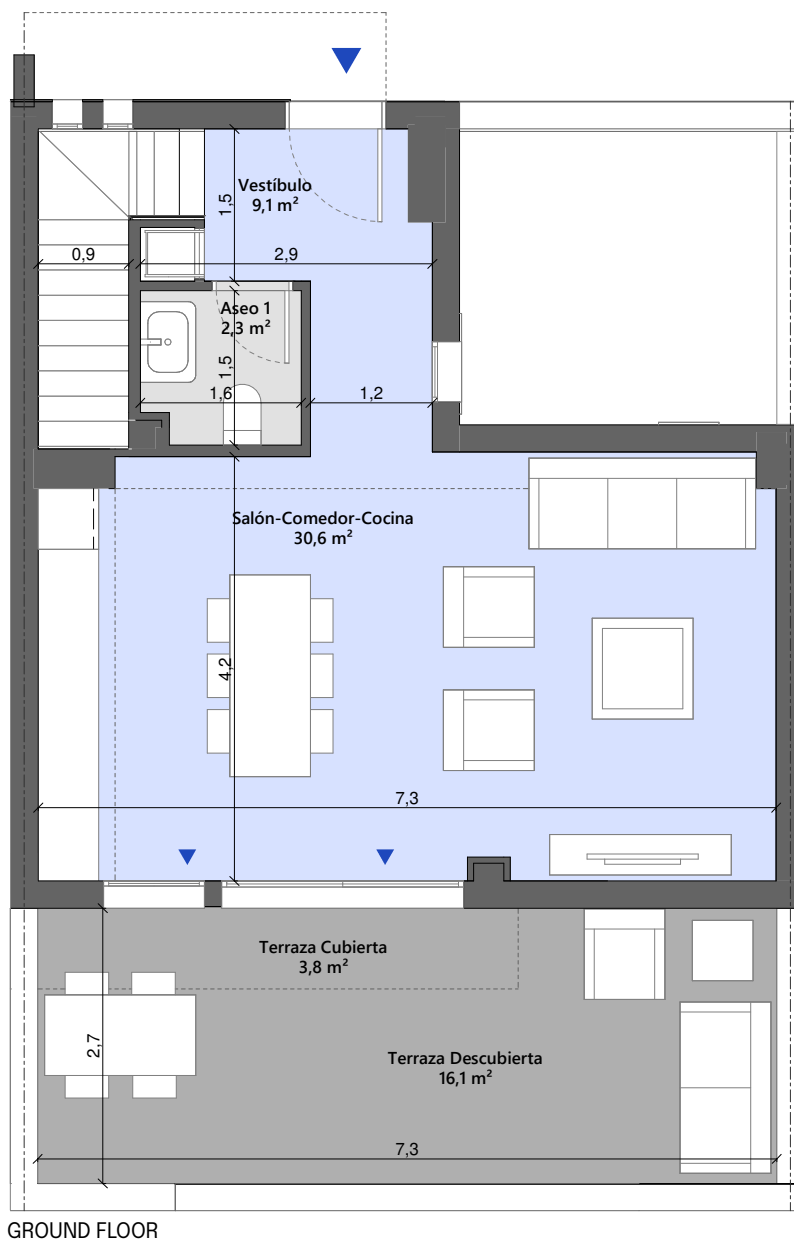 Vestíbulo
9,1 m²
1,5
0,9
2,9
Aseo 1
2,3 m²
1,5
1,6
1,2
Salón-Comedor-Cocina
30,6 m²
4,2
7,3
Terraza Cubierta
3,8 m²
2,7
Terraza Descubierta
16,1 m²
7,3
GROUND FLOOR